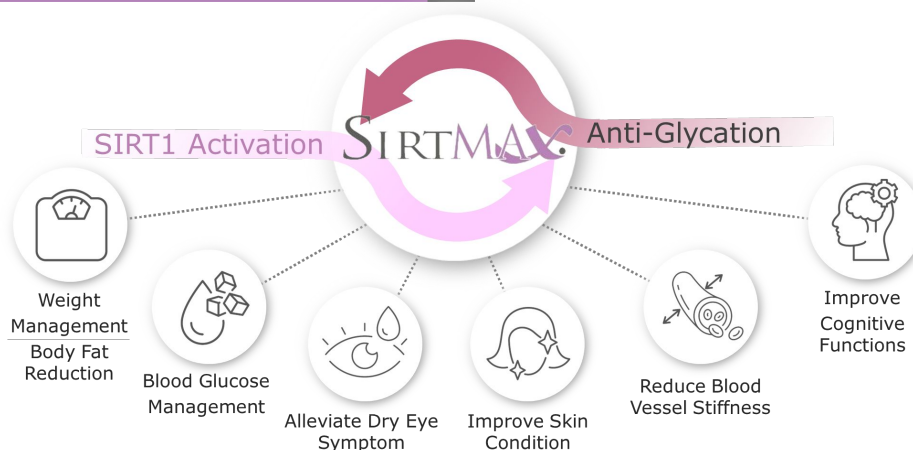 SIRT1 Activation
SIRTMAX.
Anti-Glycation
Weight
Management
Body Fat
Reduction
Blood Glucose
Management
Alleviate Dry Eye
Symptom
Improve Skin
Condition
Reduce Blood
Vessel Stiffness
Improve
Cognitive
Functions